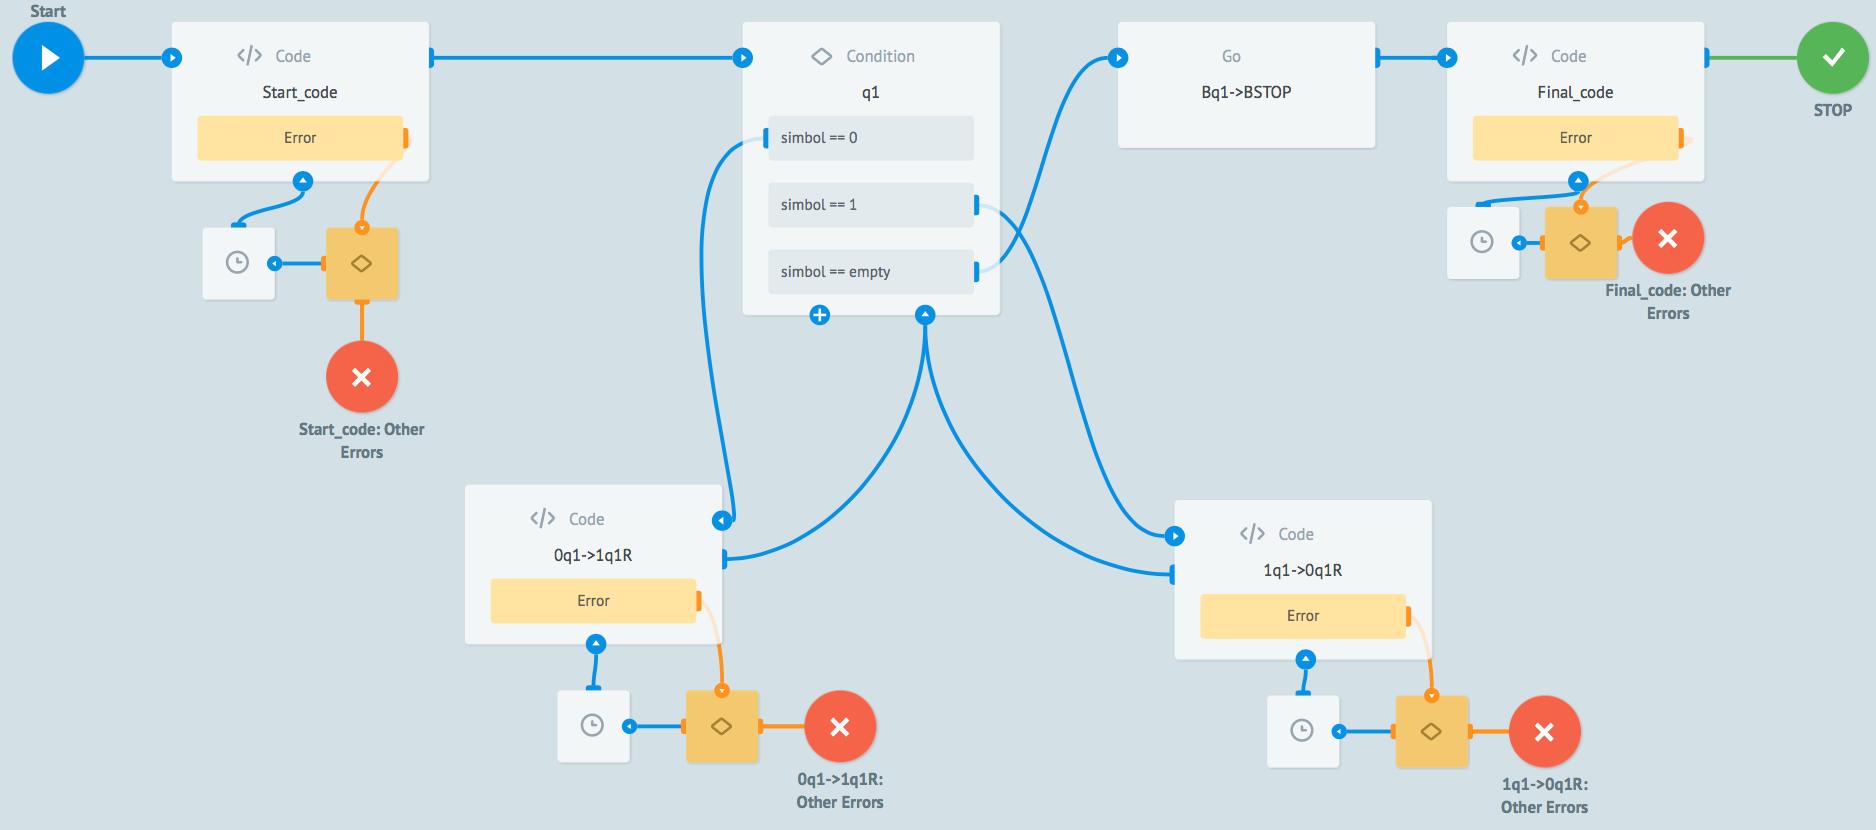 Start
Code
Start_code
Error
Start_code: Other
Errors
Condition
q1
simbol == 0
simbol == 1
simbol == empty
Go
Bq1->BSTOP
Code
Final_code
Error
STOP
Final_code: Other
Errors
Code
0q1->1q1R
Error
0q1->1q1R:
Other Errors
Code
1q1->0q1R
Error
1q1->0q1R:
Other Errors